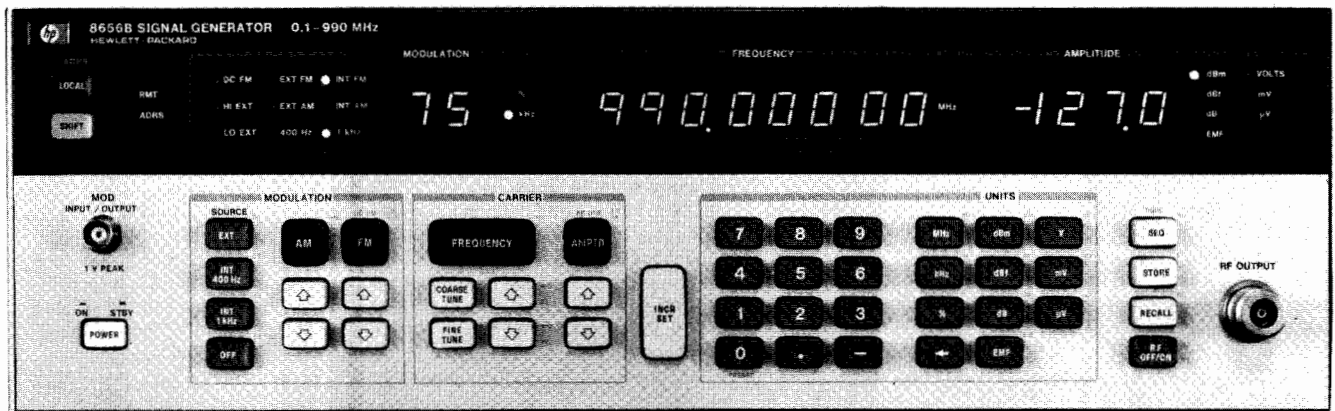 hp 8656B SIGNAL GENERATOR 0.1–990 MHz
HEWLETT-PACKARD
MODULATION FREQUENCY AMPLITUDE
LOCAL
SHIFT
RMT
ADRS
DC FM EXT FM INT FM
HI EXT EXT AM INT AM
LO EXT 400 Hz 1 kHz
75 % kHz
990.000000 MHz
-127.0
dBm VOLTS
dBf mV
dB μV
EMF
MOD
INPUT / OUTPUT
1 V PEAK
ON STBY
POWER
MODULATION
SOURCE
EXT
INT
400 Hz
INT
1 kHz
OFF
AM FM
CARRIER
FREQUENCY AMPTD
COARSE
TUNE
FINE
TUNE
INCR
SET
UNITS
7 8 9 MHz dBm V
4 5 6 kHz dBf mV
1 2 3 % dB μV
0 . – ← EMF
SEQ
STORE
RECALL
RF
OFF/ON
RF OUTPUT